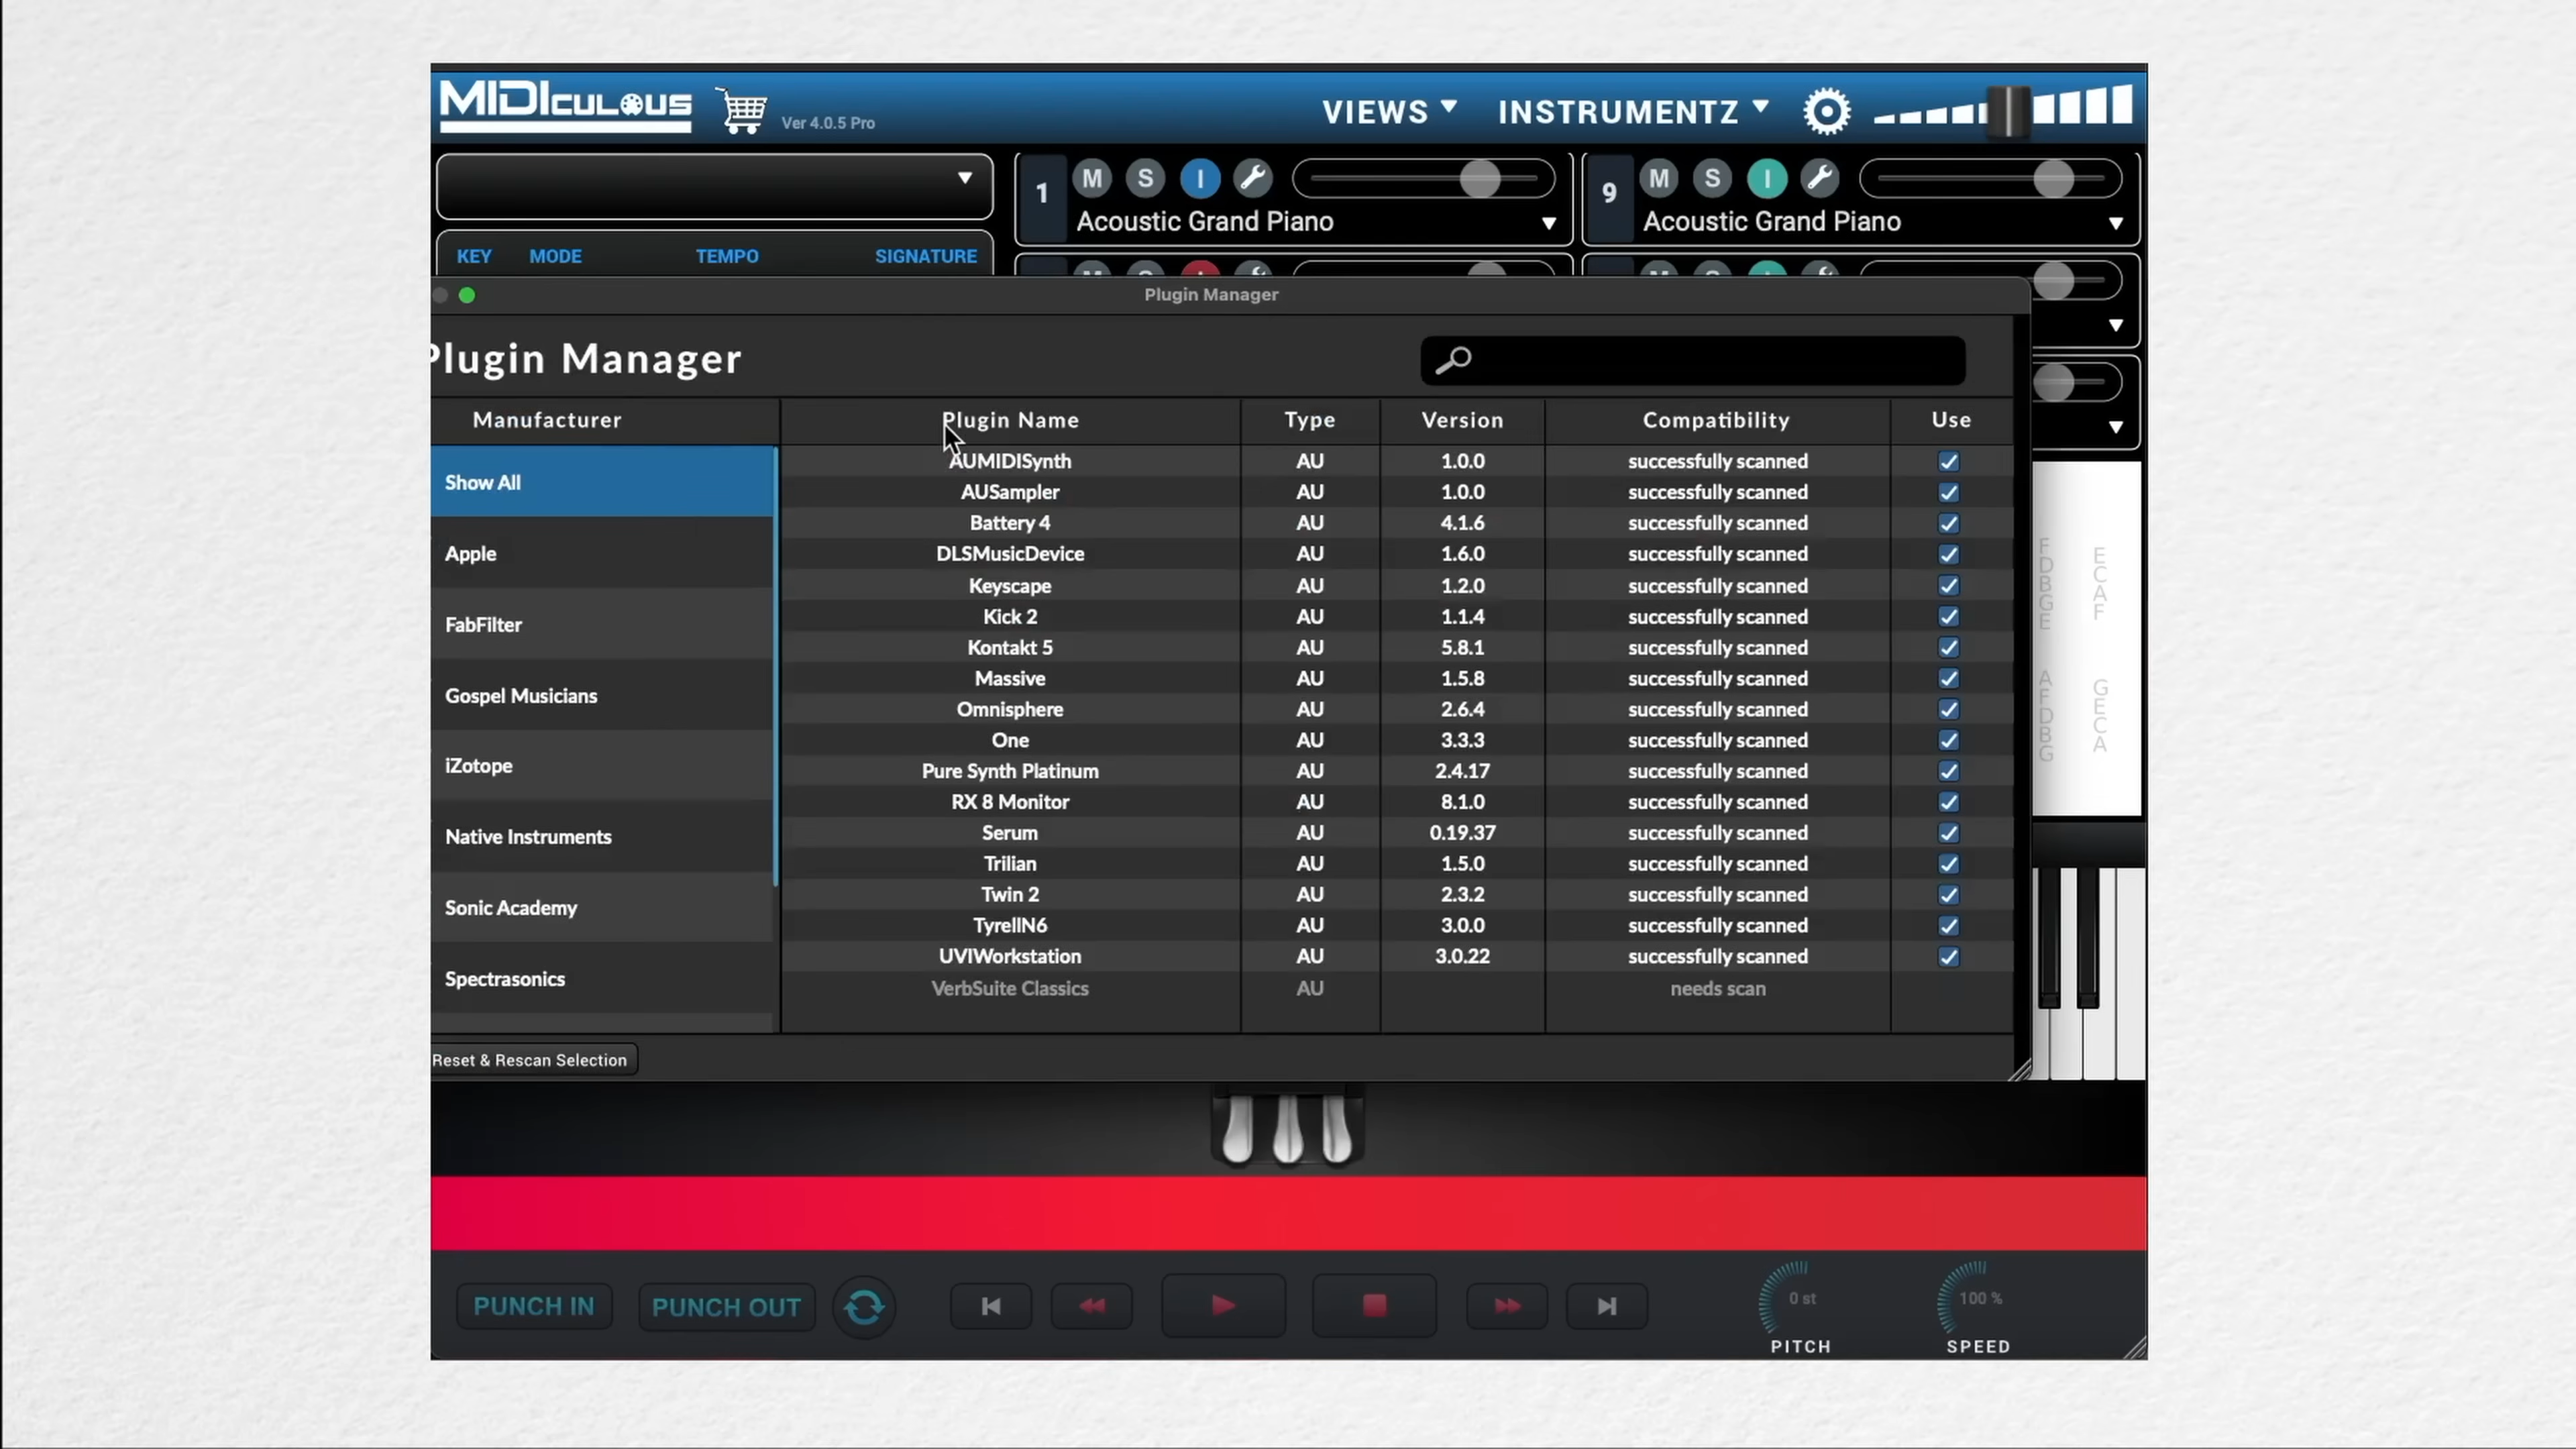 MIDIculous
Ver 4.0.5 Pro
VIEWS INSTRUMENTZ
1 M S I
Acoustic Grand Piano
9 M S I
Acoustic Grand Piano
KEY MODE TEMPO SIGNATURE
Plugin Manager
Plugin Manager
Manufacturer Plugin Name Type Version Compatibility Use
Show All
Apple
FabFilter
Gospel Musicians
iZotope
Native Instruments
Sonic Academy
Spectrasonics
AUMIDISynth AU 1.0.0 successfully scanned
AUSampler AU 1.0.0 successfully scanned
Battery 4 AU 4.1.6 successfully scanned
DLSMusicDevice AU 1.6.0 successfully scanned
Keyscape AU 1.2.0 successfully scanned
Kick 2 AU 1.1.4 successfully scanned
Kontakt 5 AU 5.8.1 successfully scanned
Massive AU 1.5.8 successfully scanned
Omnisphere AU 2.6.4 successfully scanned
One AU 3.3.3 successfully scanned
Pure Synth Platinum AU 2.4.17 successfully scanned
RX 8 Monitor AU 8.1.0 successfully scanned
Serum AU 0.19.37 successfully scanned
Trilian AU 1.5.0 successfully scanned
Twin 2 AU 2.3.2 successfully scanned
TyrellN6 AU 3.0.0 successfully scanned
UVIWorkstation AU 3.0.22 successfully scanned
VerbSuite Classics AU needs scan
F
D
B
G
E
E
C
A
F
A
F
D
B
G
G
E
C
A
Reset & Rescan Selection
PUNCH IN PUNCH OUT
0 st
PITCH
100 %
SPEED